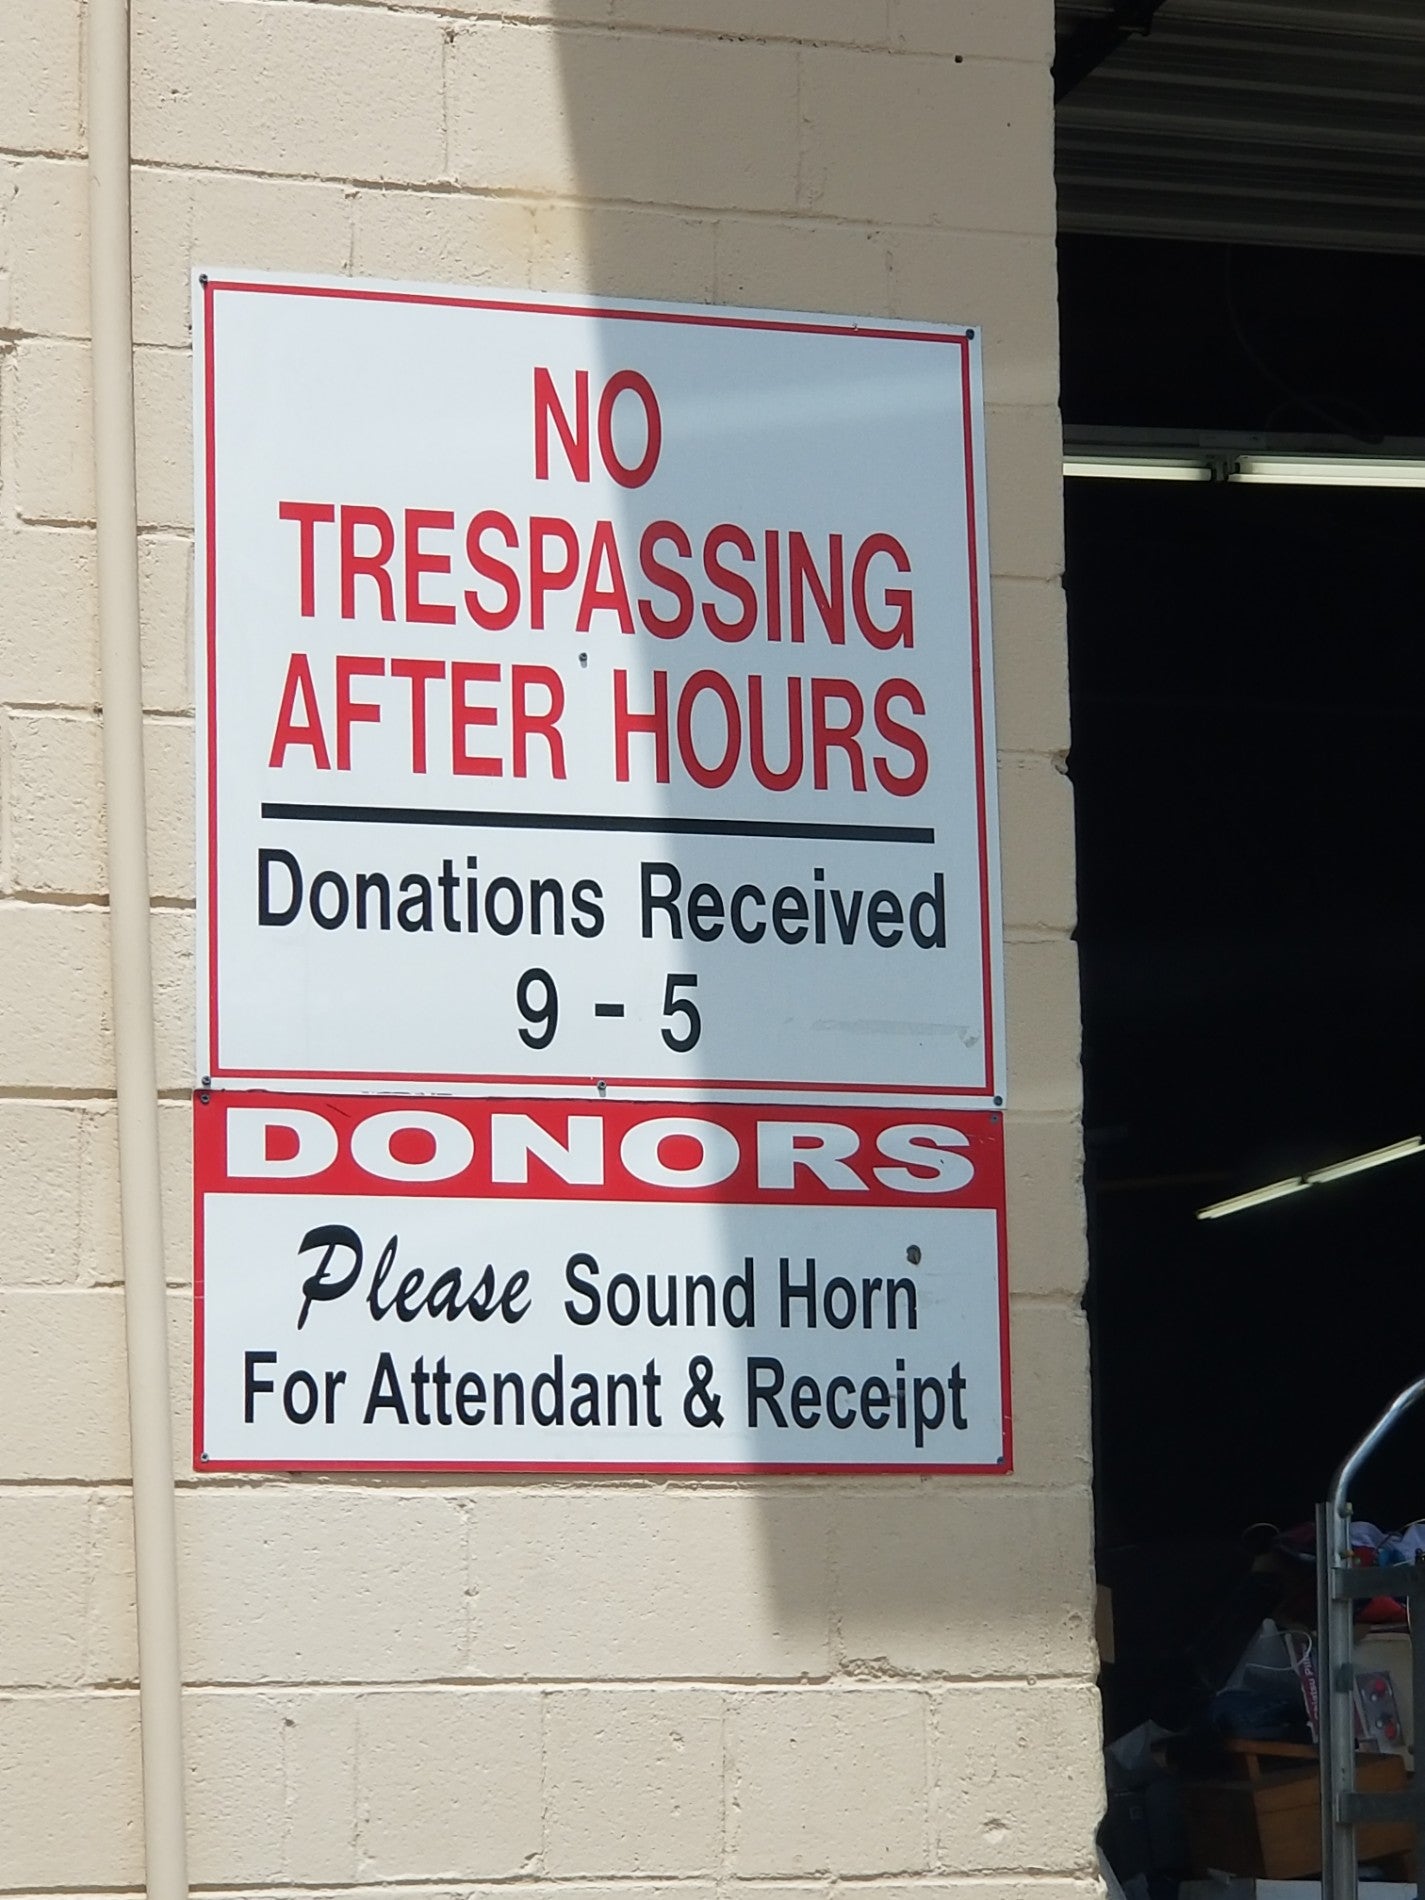 NO
TRESPASSING
AFTER HOURS
Donations Received
9 - 5
DONORS
Please Sound Horn
For Attendant & Receipt